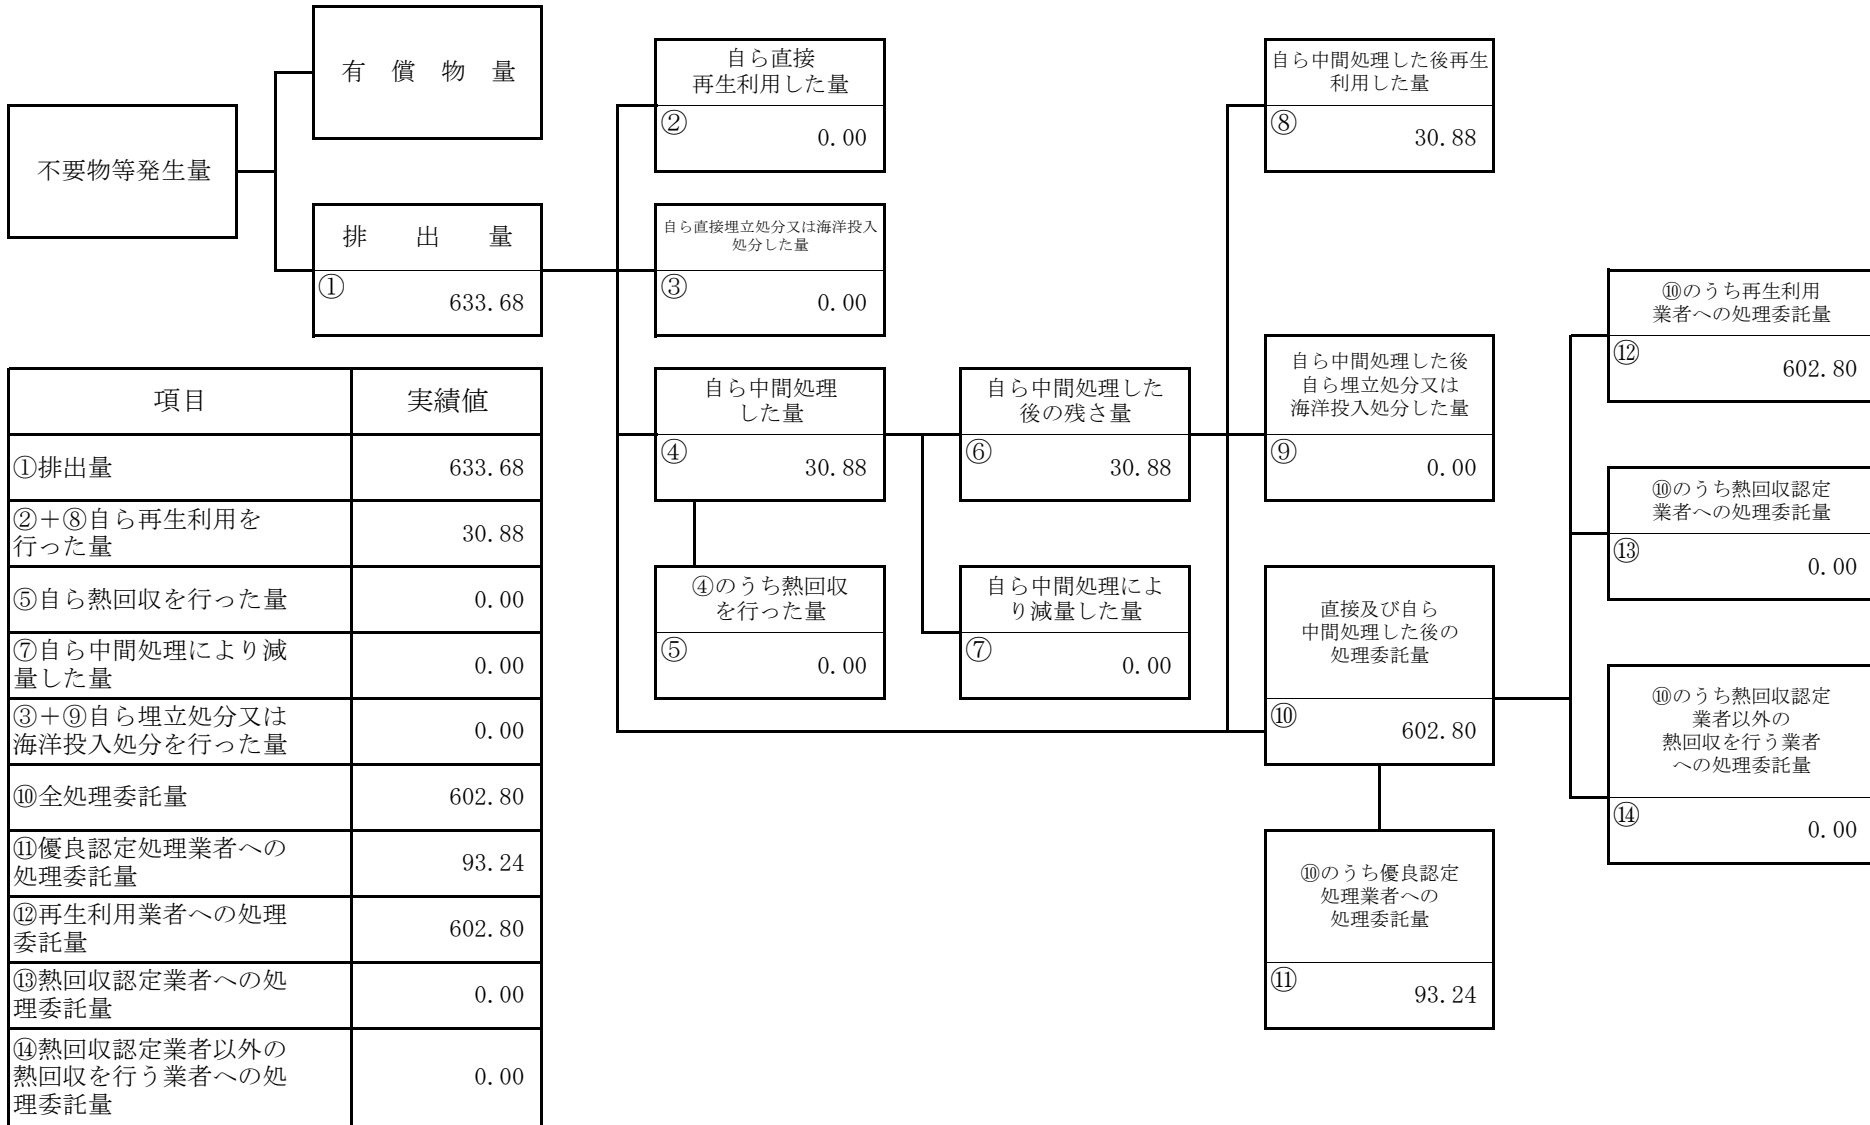 不要物等発生量
有 償 物 量
排 出 量
① 633.68
自ら直接
再生利用した量
② 0.00
自ら直接埋立処分又は海洋投入
処分した量
③ 0.00
自ら中間処理
した量
④ 30.88
④のうち熱回収
を行った量
⑤ 0.00
自ら中間処理した
後の残さ量
⑥ 30.88
自ら中間処理によ
り減量した量
⑦ 0.00
自ら中間処理した後再生
利用した量
⑧ 30.88
自ら中間処理した後
自ら埋立処分又は
海洋投入処分した量
⑨ 0.00
直接及び自ら
中間処理した後の
処理委託量
⑩ 602.80
⑩のうち優良認定
処理業者への
処理委託量
⑪ 93.24
⑩のうち再生利用
業者への処理委託量
⑫ 602.80
⑩のうち熱回収認定
業者への処理委託量
⑬ 0.00
⑩のうち熱回収認定
業者以外の
熱回収を行う業者
への処理委託量
⑭ 0.00
項目 実績値
①排出量 633.68
②＋⑧自ら再生利用を
行った量 30.88
⑤自ら熱回収を行った量 0.00
⑦自ら中間処理により減
量した量 0.00
③＋⑨自ら埋立処分又は
海洋投入処分を行った量 0.00
⑩全処理委託量 602.80
⑪優良認定処理業者への
処理委託量 93.24
⑫再生利用業者への処理
委託量 602.80
⑬熱回収認定業者への処
理委託量 0.00
⑭熱回収認定業者以外の
熱回収を行う業者への処
理委託量 0.00